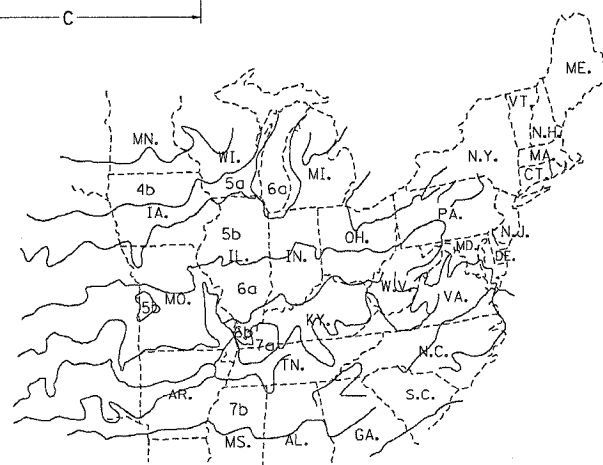 C
ME.
VT.
N.H.
MN.
WI.
MI.
N.Y.
MA.
CT.
4b
5a
6a
IA.
PA.
5b
OH.
N.J.
IL.
IN.
MD.
DE.
6a
W.V.
5b
MO.
VA.
KY.
6b
7a
TN.
N.C.
AR.
S.C.
7b
MS.
AL.
GA.